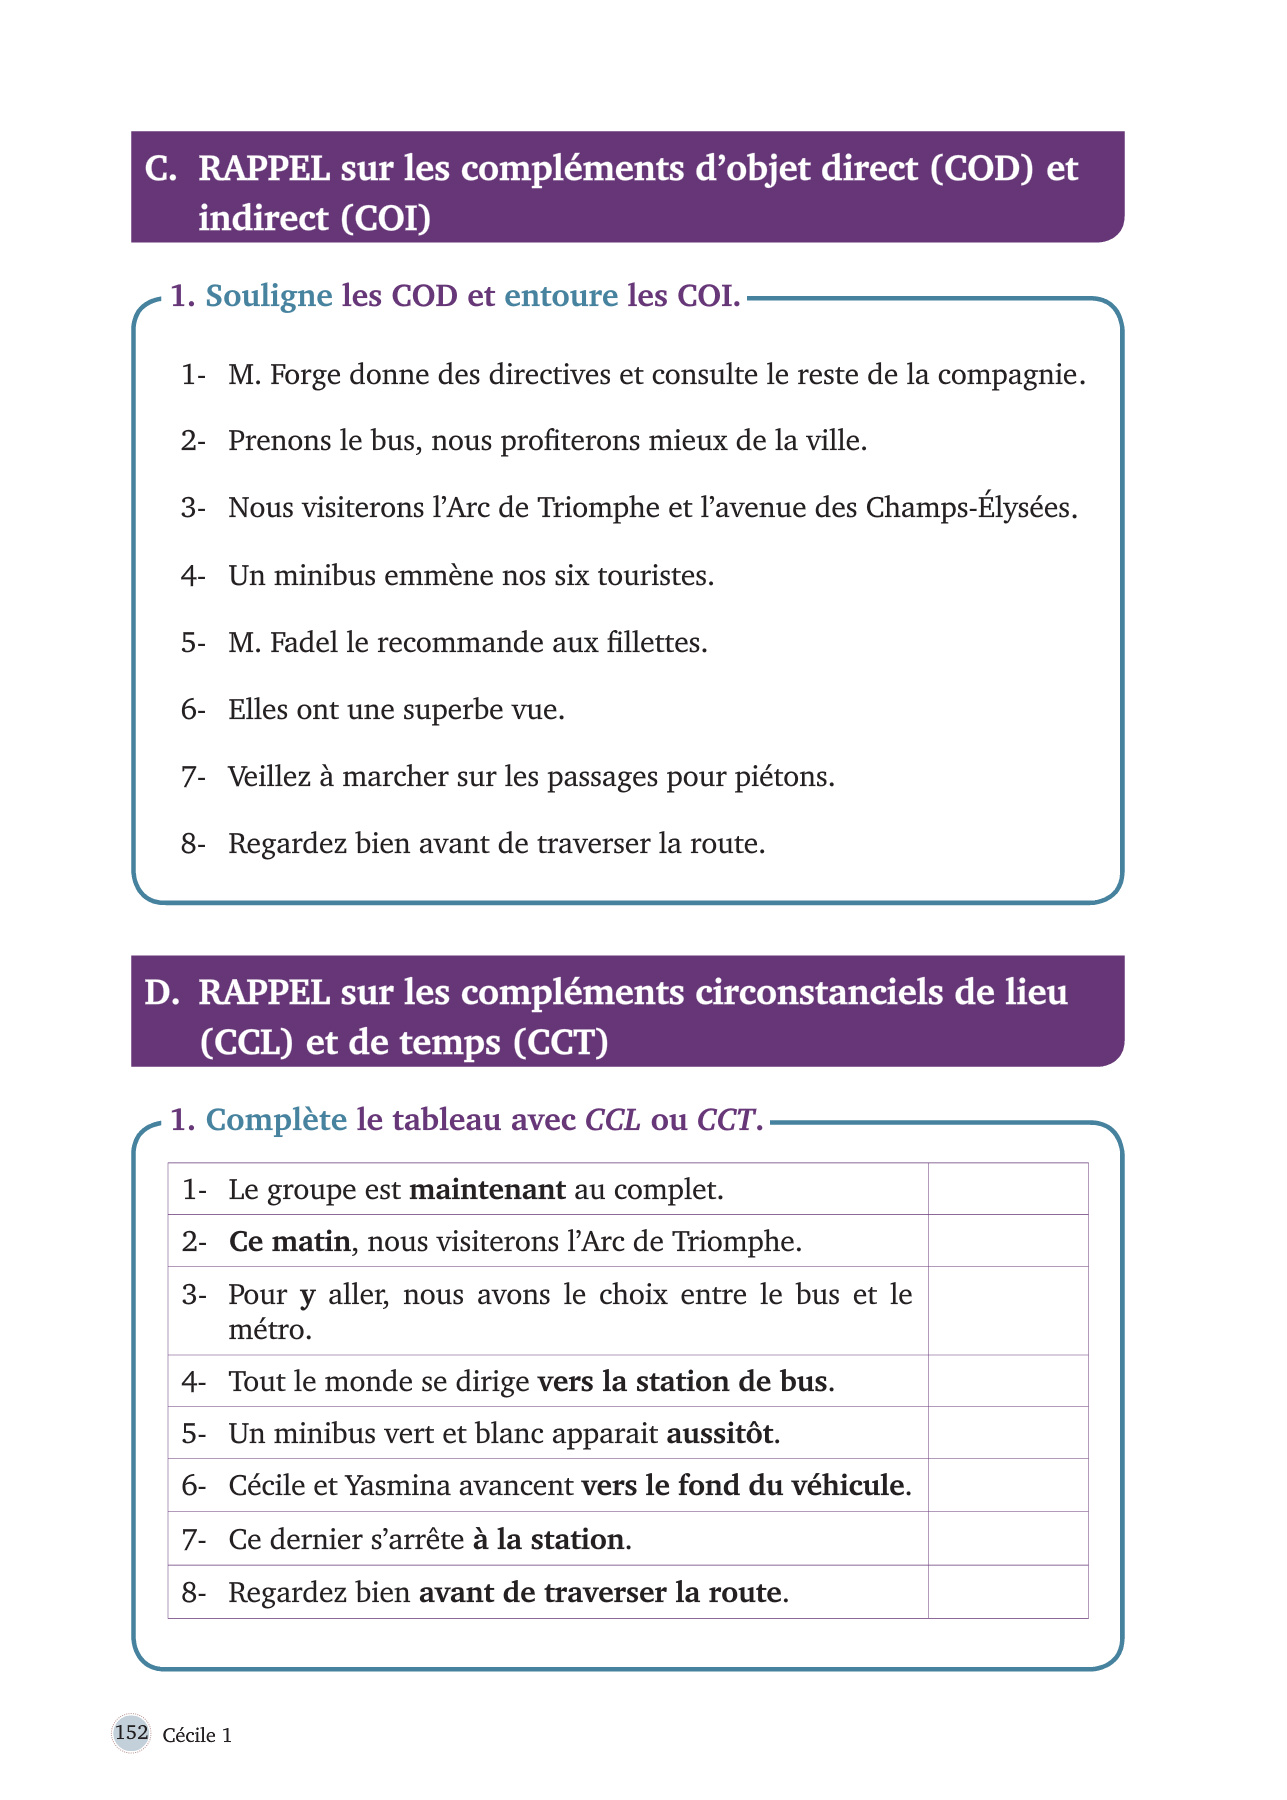 C. RAPPEL sur les compléments d’objet direct (COD) et
indirect (COI)
1. Souligne les COD et entoure les COI.
1- M. Forge donne des directives et consulte le reste de la compagnie.
2- Prenons le bus, nous profiterons mieux de la ville.
3- Nous visiterons l’Arc de Triomphe et l’avenue des Champs-Élysées.
4- Un minibus emmène nos six touristes.
5- M. Fadel le recommande aux fillettes.
6- Elles ont une superbe vue.
7- Veillez à marcher sur les passages pour piétons.
8- Regardez bien avant de traverser la route.
D. RAPPEL sur les compléments circonstanciels de lieu
(CCL) et de temps (CCT)
1. Complète le tableau avec CCL ou CCT.
1- Le groupe est maintenant au complet.
2- Ce matin, nous visiterons l’Arc de Triomphe.
3- Pour y aller, nous avons le choix entre le bus et le
métro.
4- Tout le monde se dirige vers la station de bus.
5- Un minibus vert et blanc apparait aussitôt.
6- Cécile et Yasmina avancent vers le fond du véhicule.
7- Ce dernier s’arrête à la station.
8- Regardez bien avant de traverser la route.
152 Cécile 1